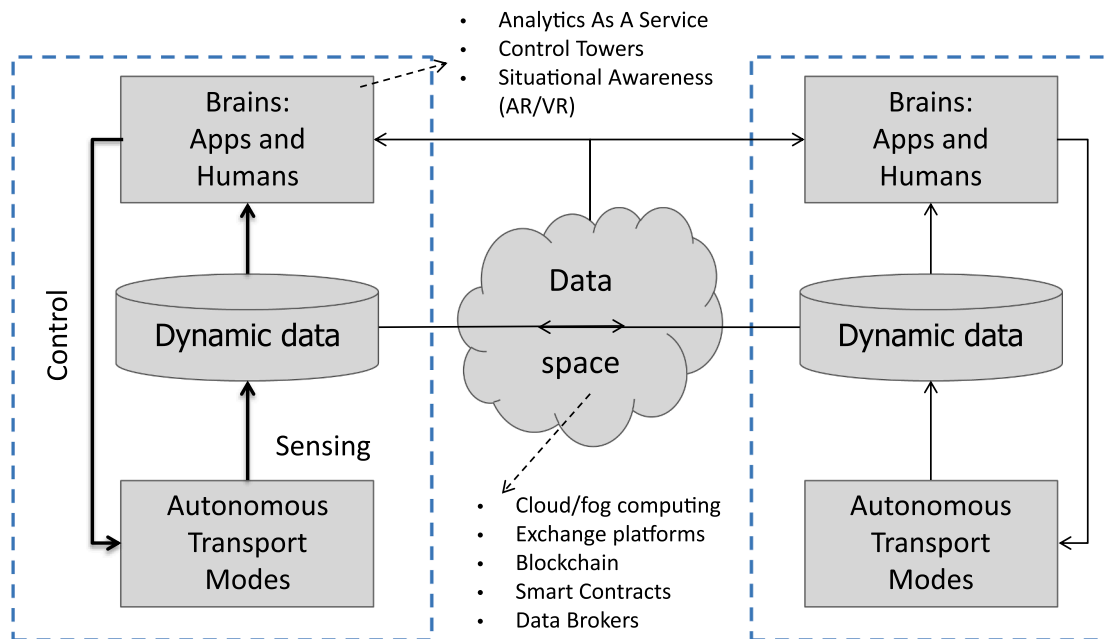 • Analytics As A Service
• Control Towers
• Situational Awareness
(AR/VR)
Brains:
Apps and
Humans
Brains:
Apps and
Humans
Control
Dynamic data
Data
space
Dynamic data
Sensing
Autonomous
Transport
Modes
• Cloud/fog computing
• Exchange platforms
• Blockchain
• Smart Contracts
• Data Brokers
Autonomous
Transport
Modes